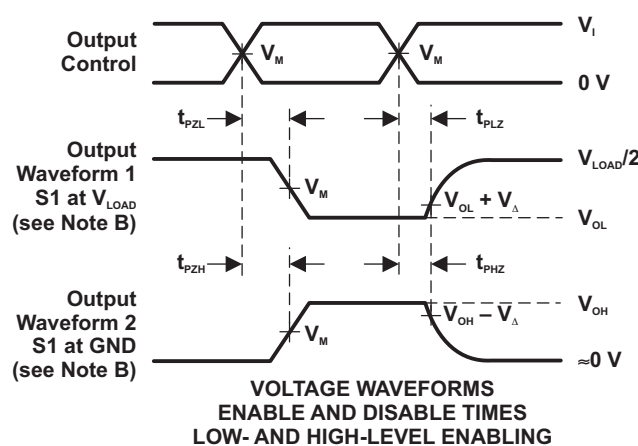 Output
Control
V_M
V_M
V_I
0 V
t_PZL
t_PLZ
Output
Waveform 1
S1 at V_LOAD
(see Note B)
V_M
V_LOAD/2
V_OL + V_Δ
V_OL
t_PZH
t_PHZ
Output
Waveform 2
S1 at GND
(see Note B)
V_M
V_OH
V_OH – V_Δ
≈0 V
VOLTAGE WAVEFORMS
ENABLE AND DISABLE TIMES
LOW- AND HIGH-LEVEL ENABLING